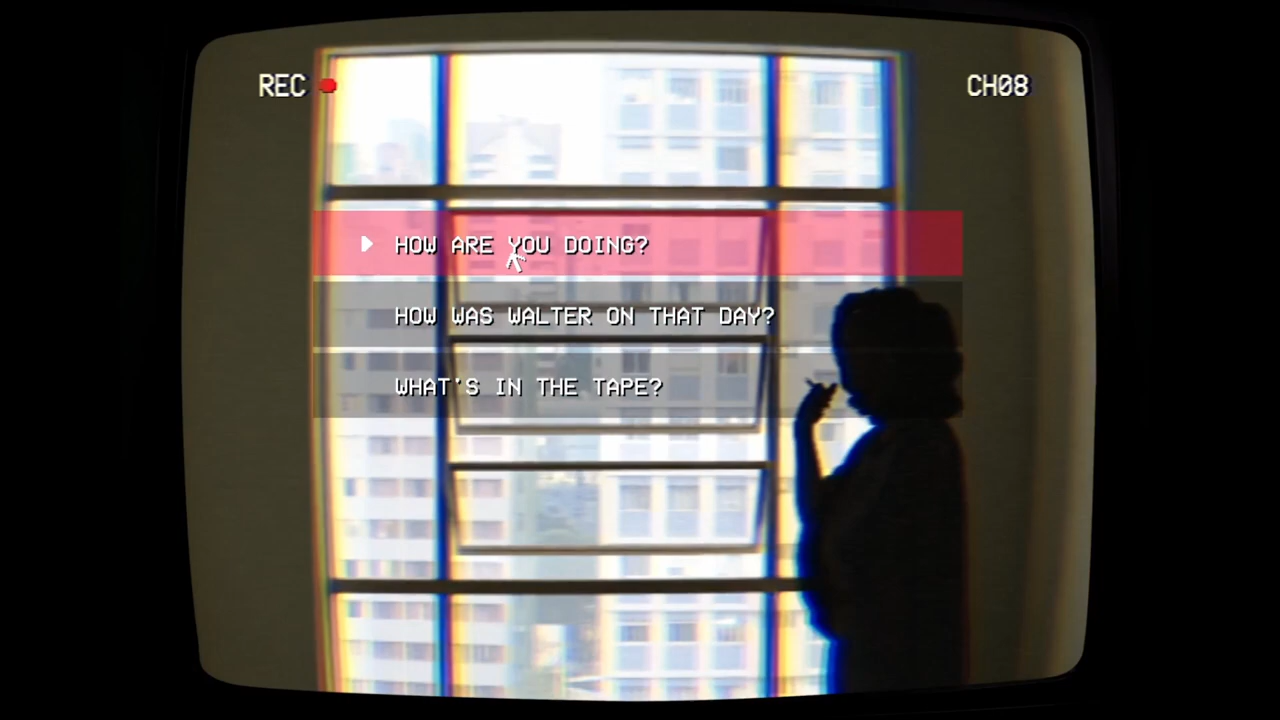 REC CH08
HOW ARE YOU DOING?
HOW WAS WALTER ON THAT DAY?
WHAT'S IN THE TAPE?